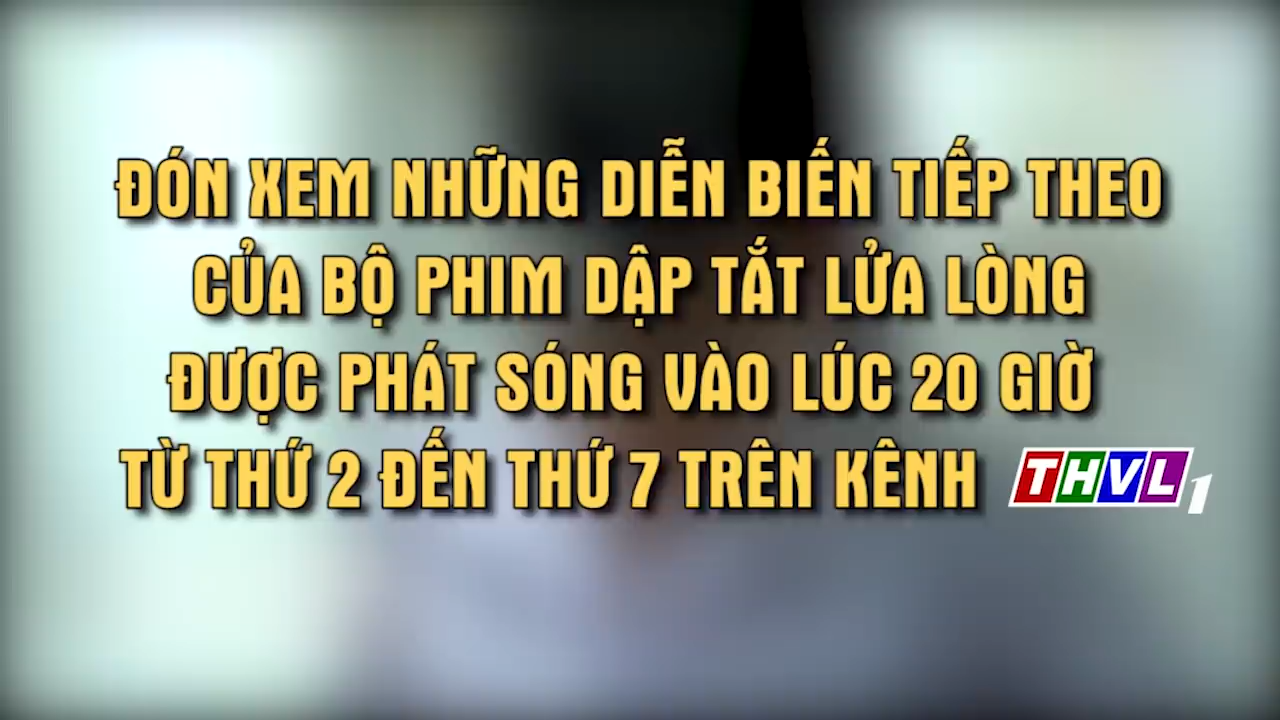 ĐÓN XEM NHỮNG DIỄN BIẾN TIẾP THEO
CỦA BỘ PHIM DẬP TẮT LỬA LÒNG
ĐƯỢC PHÁT SÓNG VÀO LÚC 20 GIỜ
TỪ THỨ 2 ĐẾN THỨ 7 TRÊN KÊNH THVL1